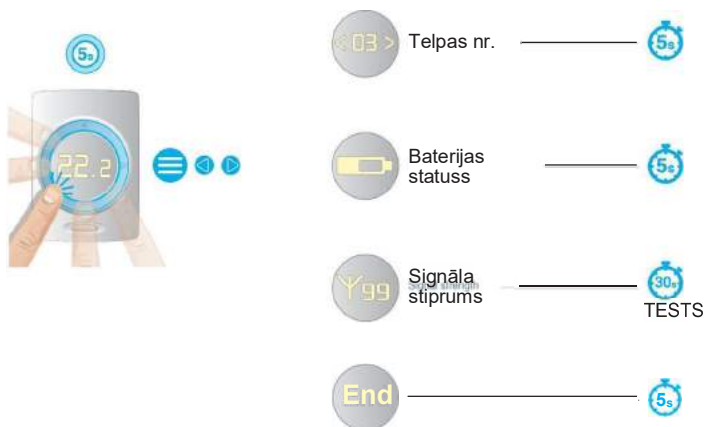 5s
< 03 > Telpas nr. 5s
22.2
Baterijas
statuss
5s
Signāla
99 stiprums 30s
TESTS
End 5s